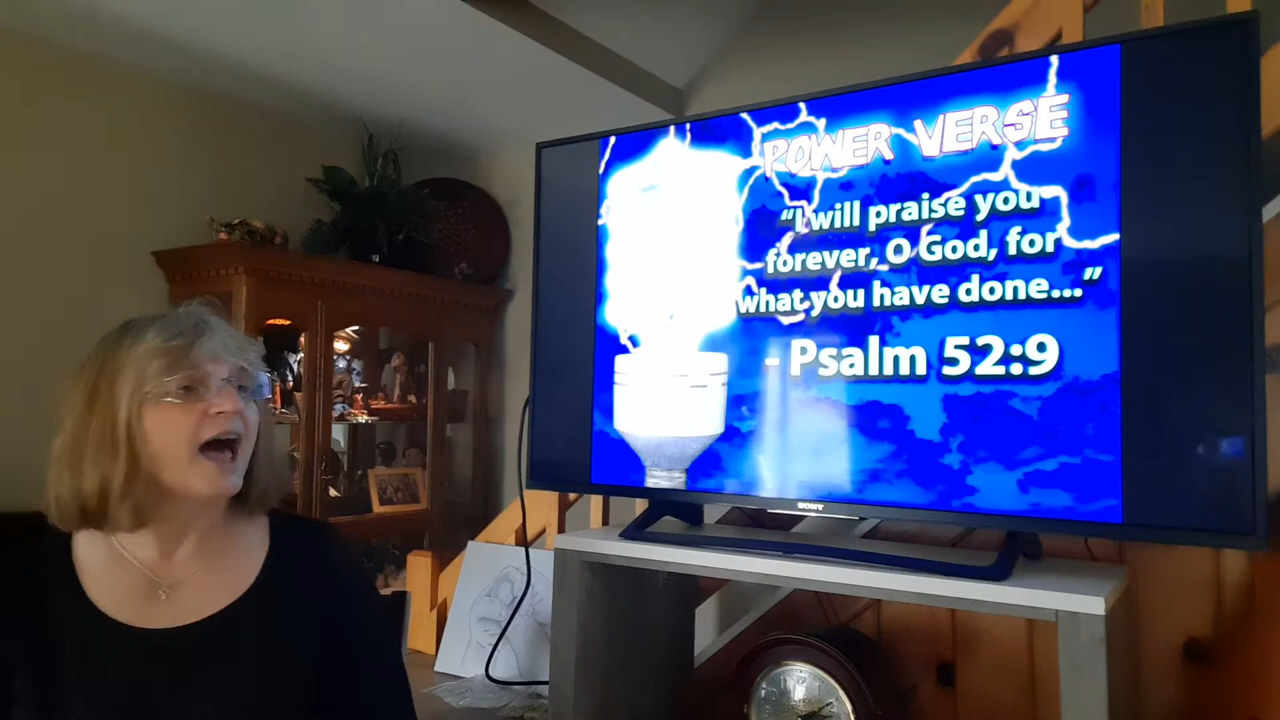 POWER VERSE
“I will praise you
forever, O God, for
what you have done...”
- Psalm 52:9
SONY